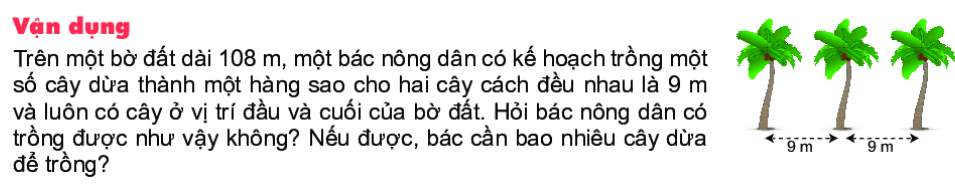 Vận dụng
Trên một bờ đất dài 108 m, một bác nông dân có kế hoạch trồng một
số cây dừa thành một hàng sao cho hai cây cách đều nhau là 9 m
và luôn có cây ở vị trí đầu và cuối của bờ đất. Hỏi bác nông dân có
trồng được như vậy không? Nếu được, bác cần bao nhiêu cây dừa
để trồng?
9 m 9 m